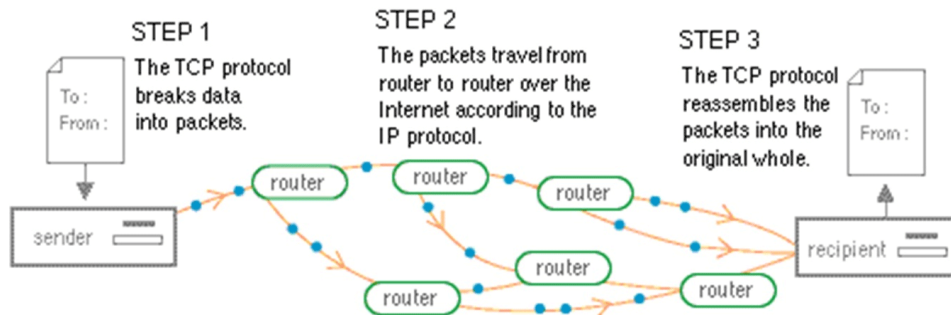 STEP 1
The TCP protocol
breaks data
into packets.
STEP 2
The packets travel from
router to router over the
Internet according to the
IP protocol.
STEP 3
The TCP protocol
reassembles the
packets into the
original whole.
To :
From :
To :
From :
sender
router
router
router
router
router
router
recipient